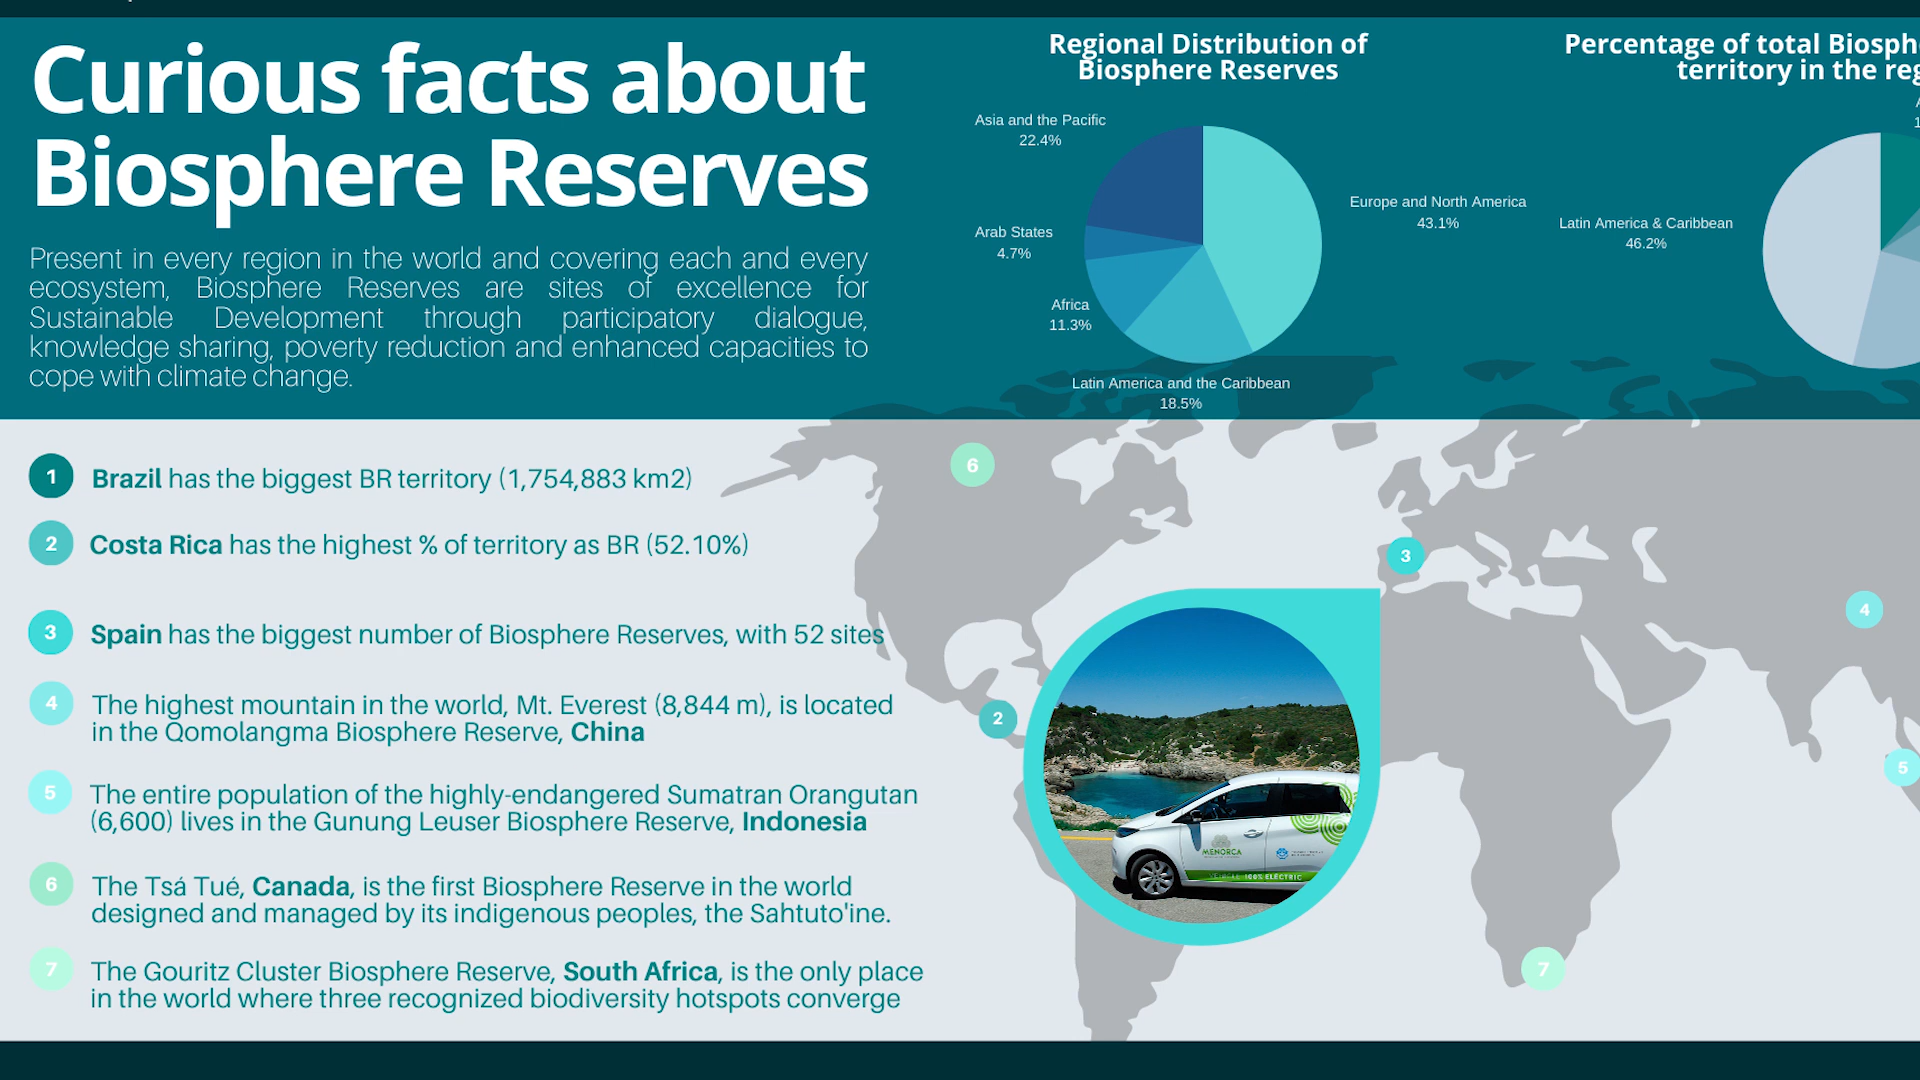 Curious facts about
Biosphere Reserves
Present in every region in the world and covering each and every
ecosystem, Biosphere Reserves are sites of excellence for
Sustainable Development through participatory dialogue,
knowledge sharing, poverty reduction and enhanced capacities to
cope with climate change.
Regional Distribution of
Biosphere Reserves
Asia and the Pacific
22.4%
Arab States
4.7%
Africa
11.3%
Latin America and the Caribbean
18.5%
Europe and North America
43.1%
Percentage of total Biosph
territory in the reg
Latin America & Caribbean
46.2%
1 Brazil has the biggest BR territory (1,754,883 km2)
2 Costa Rica has the highest % of territory as BR (52.10%)
3 Spain has the biggest number of Biosphere Reserves, with 52 sites
4 The highest mountain in the world, Mt. Everest (8,844 m), is located
in the Qomolangma Biosphere Reserve, China
5 The entire population of the highly-endangered Sumatran Orangutan
(6,600) lives in the Gunung Leuser Biosphere Reserve, Indonesia
6 The Tsá Tué, Canada, is the first Biosphere Reserve in the world
designed and managed by its indigenous peoples, the Sahtuto'ine.
7 The Gouritz Cluster Biosphere Reserve, South Africa, is the only place
in the world where three recognized biodiversity hotspots converge
6
3
4
2
5
7
MENORCA
100% ELECTRIC